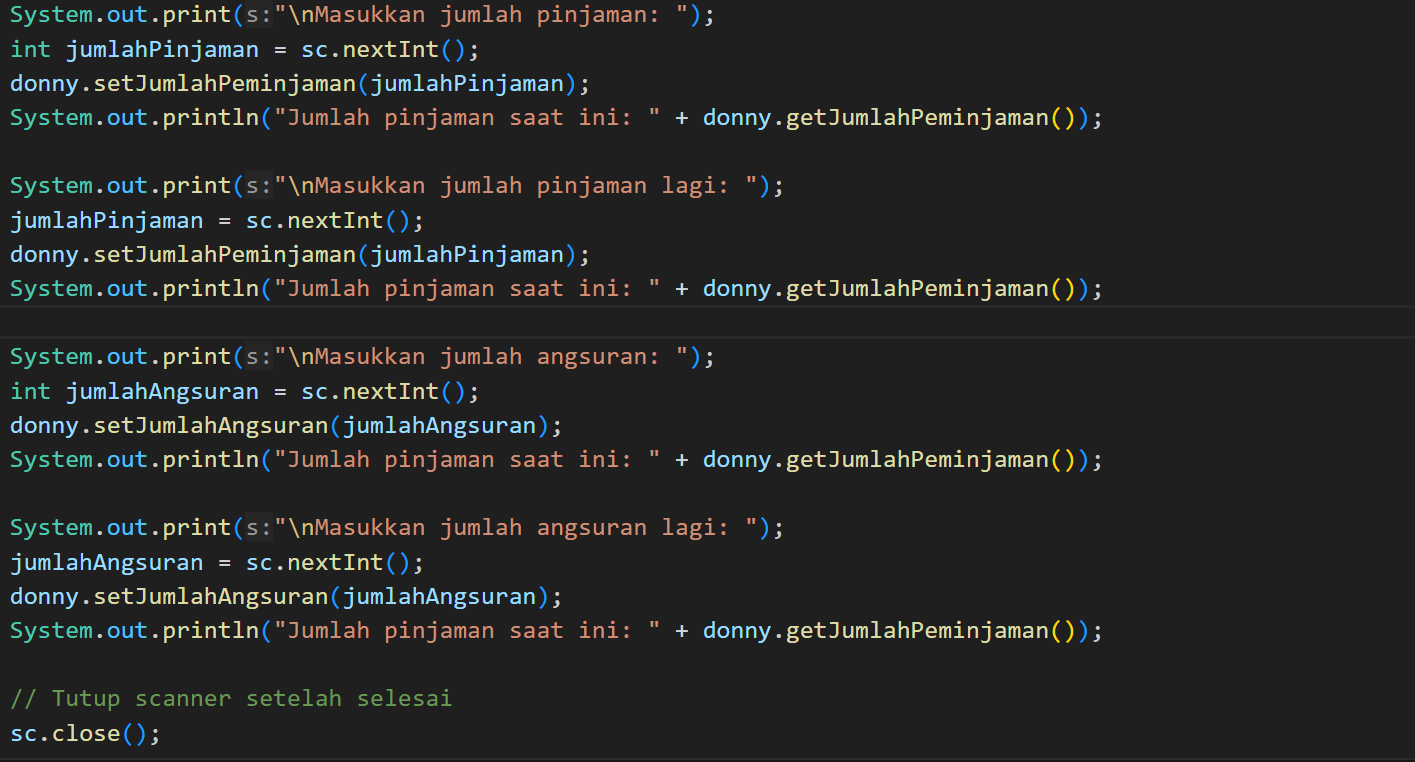 System.out.print(s:"\nMasukkan jumlah pinjaman: ");
int jumlahPinjaman = sc.nextInt();
donny.setJumlahPeminjaman(jumlahPinjaman);
System.out.println("Jumlah pinjaman saat ini: " + donny.getJumlahPeminjaman());
System.out.print(s:"\nMasukkan jumlah pinjaman lagi: ");
jumlahPinjaman = sc.nextInt();
donny.setJumlahPeminjaman(jumlahPinjaman);
System.out.println("Jumlah pinjaman saat ini: " + donny.getJumlahPeminjaman());
System.out.print(s:"\nMasukkan jumlah angsuran: ");
int jumlahAngsuran = sc.nextInt();
donny.setJumlahAngsuran(jumlahAngsuran);
System.out.println("Jumlah pinjaman saat ini: " + donny.getJumlahPeminjaman());
System.out.print(s:"\nMasukkan jumlah angsuran lagi: ");
jumlahAngsuran = sc.nextInt();
donny.setJumlahAngsuran(jumlahAngsuran);
System.out.println("Jumlah pinjaman saat ini: " + donny.getJumlahPeminjaman());
// Tutup scanner setelah selesai
sc.close();